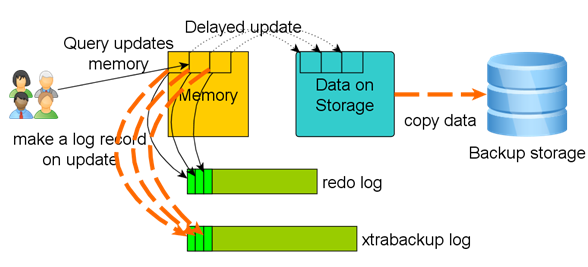 Delayed update
Query updates
memory
Memory
Data on
Storage
copy data
Backup storage
make a log record
on update
redo log
xtrabackup log